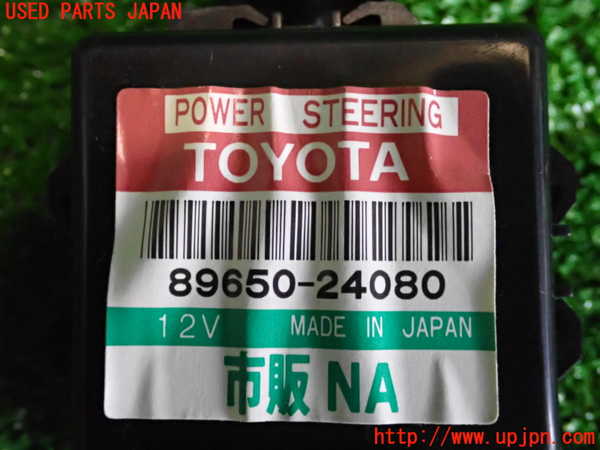 USED PARTS JAPAN
POWER STEERING
TOYOTA
89650-24080
12V MADE IN JAPAN
市販 NA
http://www.upjpn.com